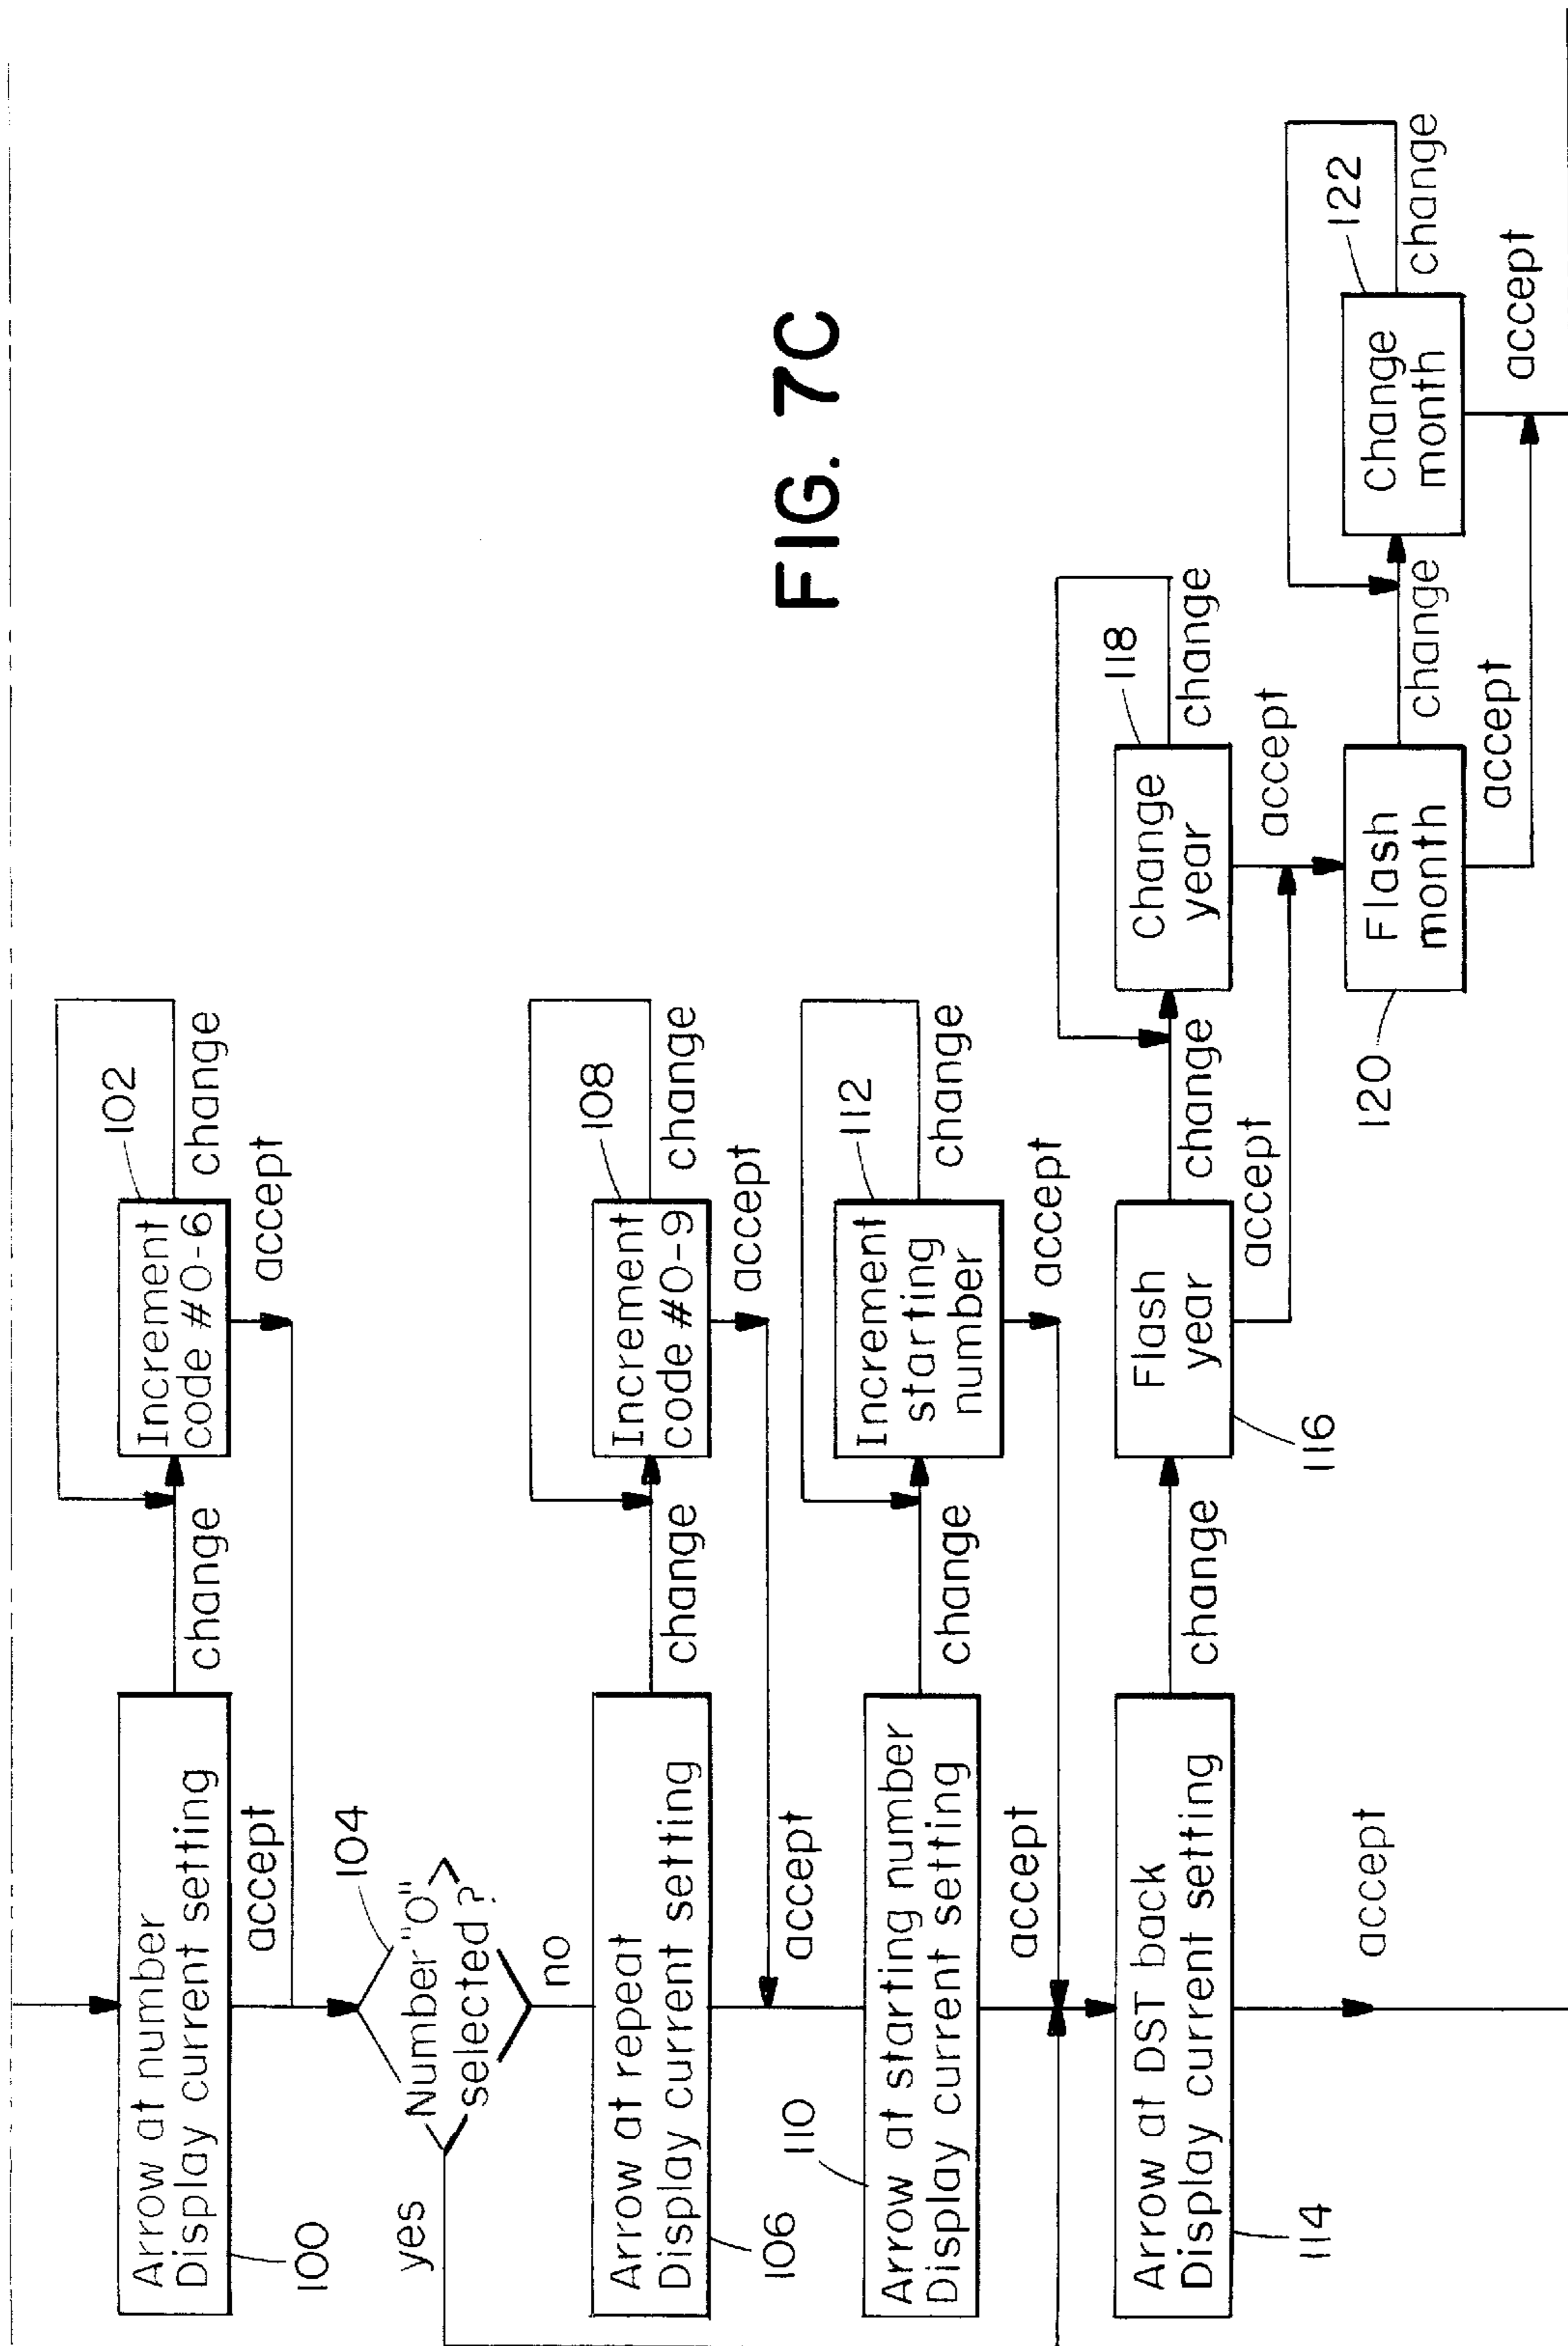 Arrow at number
Display current setting
100
change
accept
Increment
code #0-6
102
change
accept
Number "0"
selected?
104
yes
no
Arrow at repeat
Display current setting
106
change
accept
Increment
code #0-9
108
change
accept
Arrow at starting number
Display current setting
110
change
accept
Increment
starting
number
112
change
accept
Arrow at DST back
Display current setting
114
change
accept
Flash
year
116
change
accept
Change
year
118
change
accept
Flash
month
120
change
accept
Change
month
122
change
accept
FIG. 7C